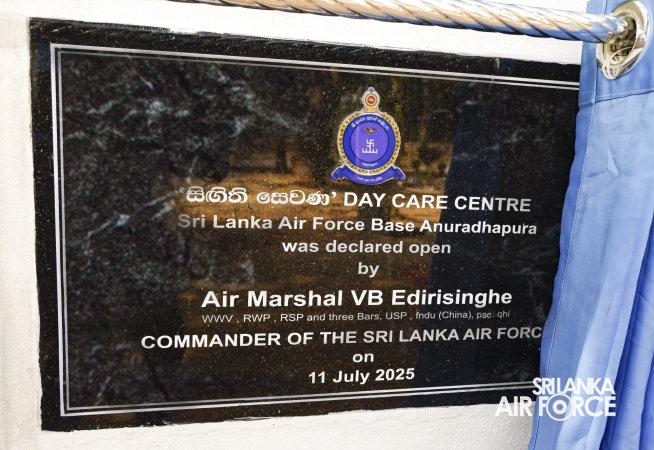 ‘සිඟිති සෙවණ’ DAY CARE CENTRE
Sri Lanka Air Force Base Anuradhapura
was declared open
by
Air Marshal VB Edirisinghe
WWV , RWP , RSP and three Bars, USP , fndu (China), psc, qhi
COMMANDER OF THE SRI LANKA AIR FORC
on
11 July 2025
SRI LANKA
AIR FORCE